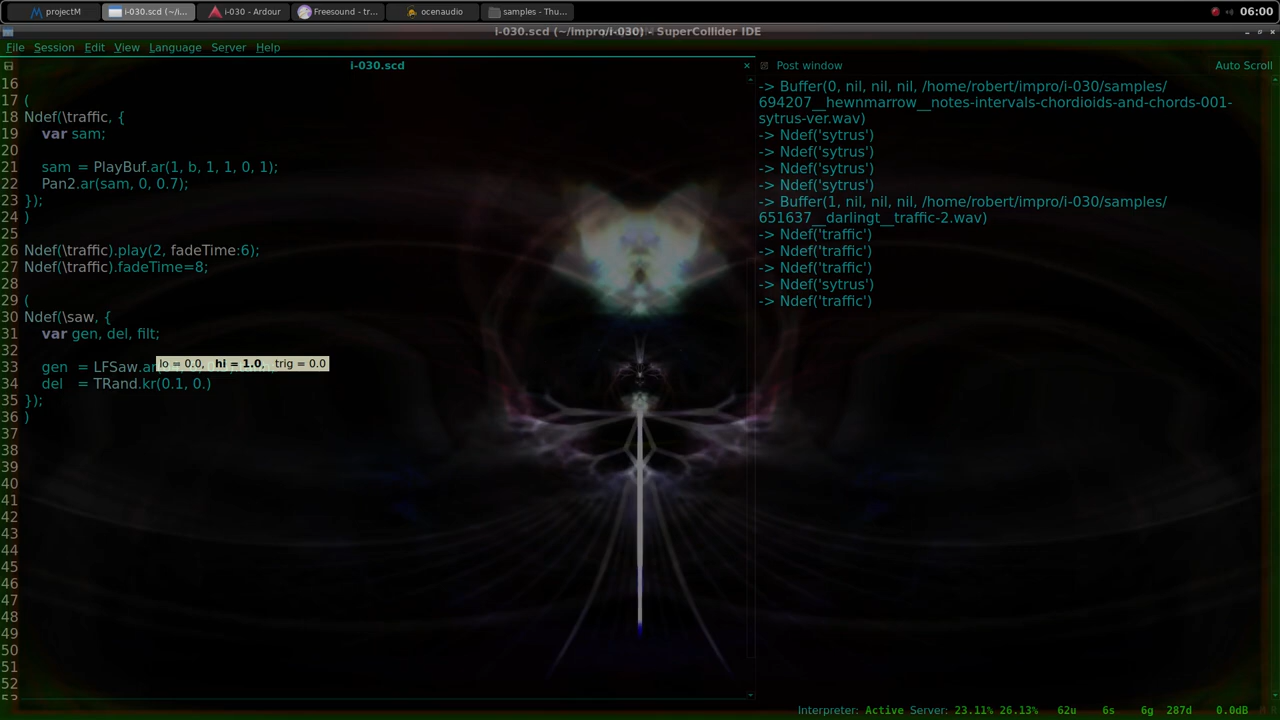 projectM
i-030.scd (~/i...
i-030 - Ardour
Freesound - tr...
ocenaudio
samples - Thu...
06:00
i-030.scd (~/impro/i-030) - SuperCollider IDE
File Session Edit View Language Server Help
i-030.scd
Post window
Auto Scroll
16
17 (
18 Ndef(\traffic, {
19 var sam;
20
21 sam = PlayBuf.ar(1, b, 1, 1, 0, 1);
22 Pan2.ar(sam, 0, 0.7);
23 });
24 )
25
26 Ndef(\traffic).play(2, fadeTime:6);
27 Ndef(\traffic).fadeTime=8;
28
29 (
30 Ndef(\saw, {
31 var gen, del, filt;
32
lo = 0.0, hi = 1.0, trig = 0.0
33 gen = LFSaw.ar
34 del = TRand.kr(0.1, 0.)
35 });
36 )
37
38
39
40
41
42
43
44
45
46
47
48
49
50
51
52
53
-> Buffer(0, nil, nil, nil, /home/robert/impro/i-030/samples/
694207__hewnmarrow__notes-intervals-chordioids-and-chords-001-
sytrus-ver.wav)
-> Ndef('sytrus')
-> Ndef('sytrus')
-> Ndef('sytrus')
-> Ndef('sytrus')
-> Buffer(1, nil, nil, nil, /home/robert/impro/i-030/samples/
651637__darlingt__traffic-2.wav)
-> Ndef('traffic')
-> Ndef('traffic')
-> Ndef('traffic')
-> Ndef('sytrus')
-> Ndef('traffic')
Interpreter: Active Server: 23.11% 26.13% 62u 6s 6g 287d 0.0dB